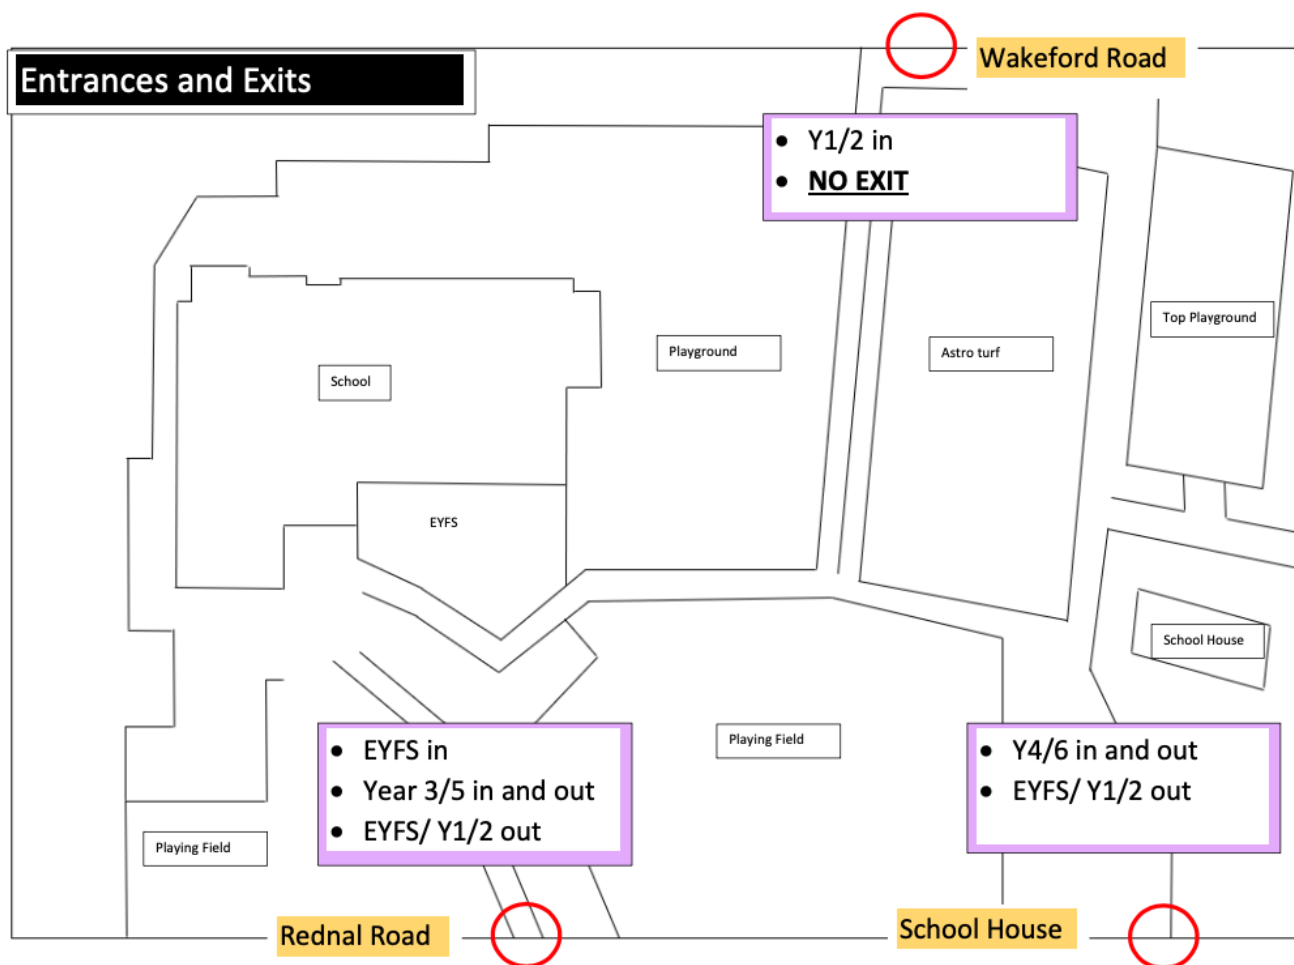 Entrances and Exits
Wakeford Road
• Y1/2 in
• NO EXIT
Top Playground
Playground
Astro turf
School
EYFS
School House
• EYFS in
• Year 3/5 in and out
• EYFS/ Y1/2 out
Playing Field
• Y4/6 in and out
• EYFS/ Y1/2 out
Playing Field
Rednal Road
School House